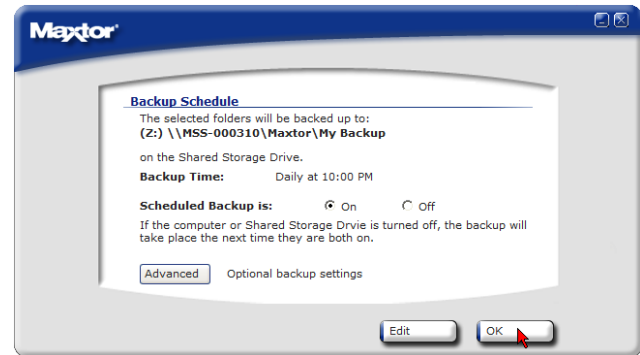 Maxtor
Backup Schedule
The selected folders will be backed up to:
(Z:) \\MSS-000310\Maxtor\My Backup
on the Shared Storage Drive.
Backup Time: Daily at 10:00 PM
Scheduled Backup is: On Off
If the computer or Shared Storage Drvie is turned off, the backup will
take place the next time they are both on.
Advanced Optional backup settings
Edit OK